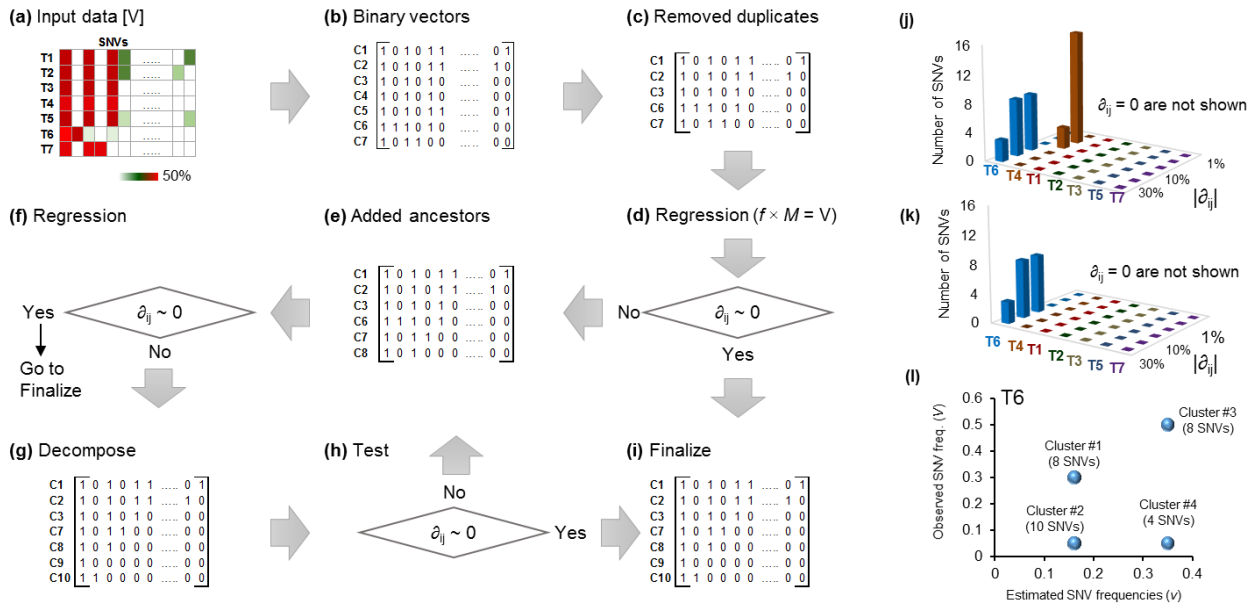 (a) Input data [V]
SNVs
T1
T2
T3
T4
T5
T6
T7
.....
.....
.....
.....
.....
.....
.....
50%
(b) Binary vectors
C1 1 0 1 0 1 1 ..... 0 1
C2 1 0 1 0 1 1 ..... 1 0
C3 1 0 1 0 1 0 ..... 0 0
C4 1 0 1 0 1 0 ..... 0 0
C5 1 0 1 0 1 1 ..... 0 1
C6 1 1 1 0 1 0 ..... 0 0
C7 1 0 1 1 0 0 ..... 0 0
(c) Removed duplicates
C1 1 0 1 0 1 1 ..... 0 1
C2 1 0 1 0 1 1 ..... 1 0
C3 1 0 1 0 1 0 ..... 0 0
C6 1 1 1 0 1 0 ..... 0 0
C7 1 0 1 1 0 0 ..... 0 0
(d) Regression (f × M = V)
No
∂ij ~ 0
Yes
(e) Added ancestors
C1 1 0 1 0 1 1 ..... 0 1
C2 1 0 1 0 1 1 ..... 1 0
C3 1 0 1 0 1 0 ..... 0 0
C6 1 1 1 0 1 0 ..... 0 0
C7 1 0 1 1 0 0 ..... 0 0
C8 1 0 1 0 0 0 ..... 0 0
(f) Regression
Yes
∂ij ~ 0
No
Go to
Finalize
(g) Decompose
C1 1 0 1 0 1 1 ..... 0 1
C2 1 0 1 0 1 1 ..... 1 0
C3 1 0 1 0 1 0 ..... 0 0
C7 1 0 1 1 0 0 ..... 0 0
C8 1 0 1 0 0 0 ..... 0 0
C9 1 0 0 0 0 0 ..... 0 0
C10 1 1 0 0 0 0 ..... 0 0
(h) Test
No
∂ij ~ 0
Yes
(i) Finalize
C1 1 0 1 0 1 1 ..... 0 1
C2 1 0 1 0 1 1 ..... 1 0
C3 1 0 1 0 1 0 ..... 0 0
C7 1 0 1 1 0 0 ..... 0 0
C8 1 0 1 0 0 0 ..... 0 0
C9 1 0 0 0 0 0 ..... 0 0
C10 1 1 0 0 0 0 ..... 0 0
(j)
Number of SNVs
16
12
8
4
0
∂ij = 0 are not shown
T6 T4 T1 T2 T3 T5 T7
30% 10% 1%
|∂ij|
(k)
Number of SNVs
16
12
8
4
0
∂ij = 0 are not shown
T6 T4 T1 T2 T3 T5 T7
30% 10% 1%
|∂ij|
(l)
T6
Observed SNV freq. (V)
0.6
0.5
0.4
0.3
0.2
0.1
0
Cluster #3
(8 SNVs)
Cluster #1
(8 SNVs)
Cluster #2
(10 SNVs)
Cluster #4
(4 SNVs)
0 0.1 0.2 0.3 0.4
Estimated SNV frequencies (v)